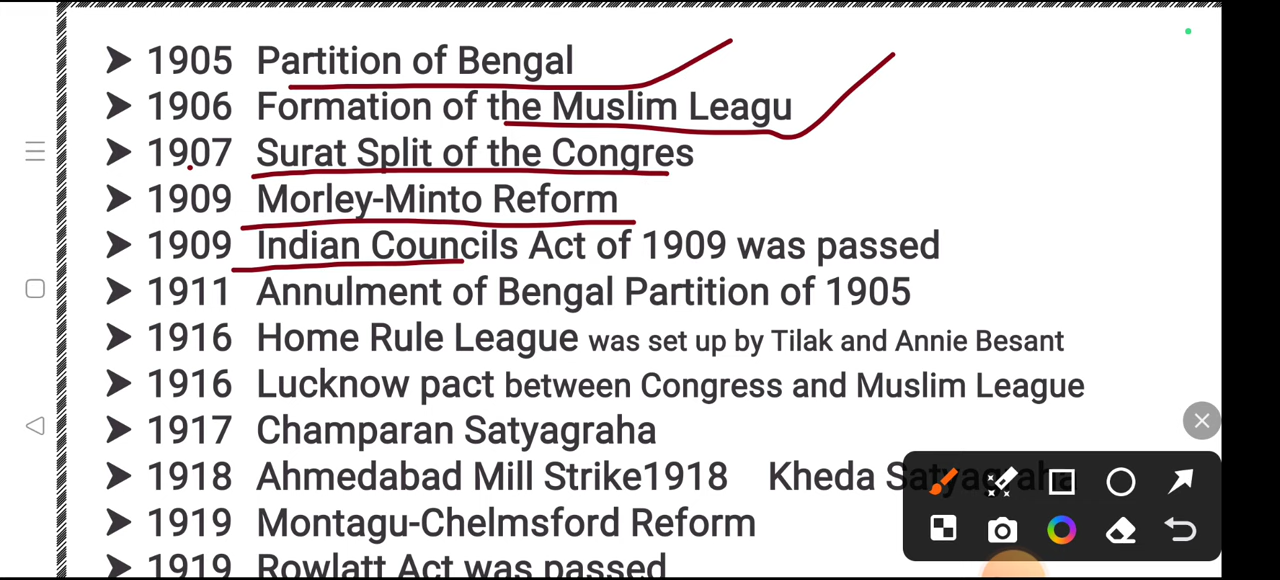 ➤ 1905 Partition of Bengal
➤ 1906 Formation of the Muslim Leagu
➤ 1907 Surat Split of the Congres
➤ 1909 Morley-Minto Reform
➤ 1909 Indian Councils Act of 1909 was passed
➤ 1911 Annulment of Bengal Partition of 1905
➤ 1916 Home Rule League was set up by Tilak and Annie Besant
➤ 1916 Lucknow pact between Congress and Muslim League
➤ 1917 Champaran Satyagraha
➤ 1918 Ahmedabad Mill Strike1918 Kheda Satyagraha
➤ 1919 Montagu-Chelmsford Reform
➤ 1919 Rowlatt Act was passed